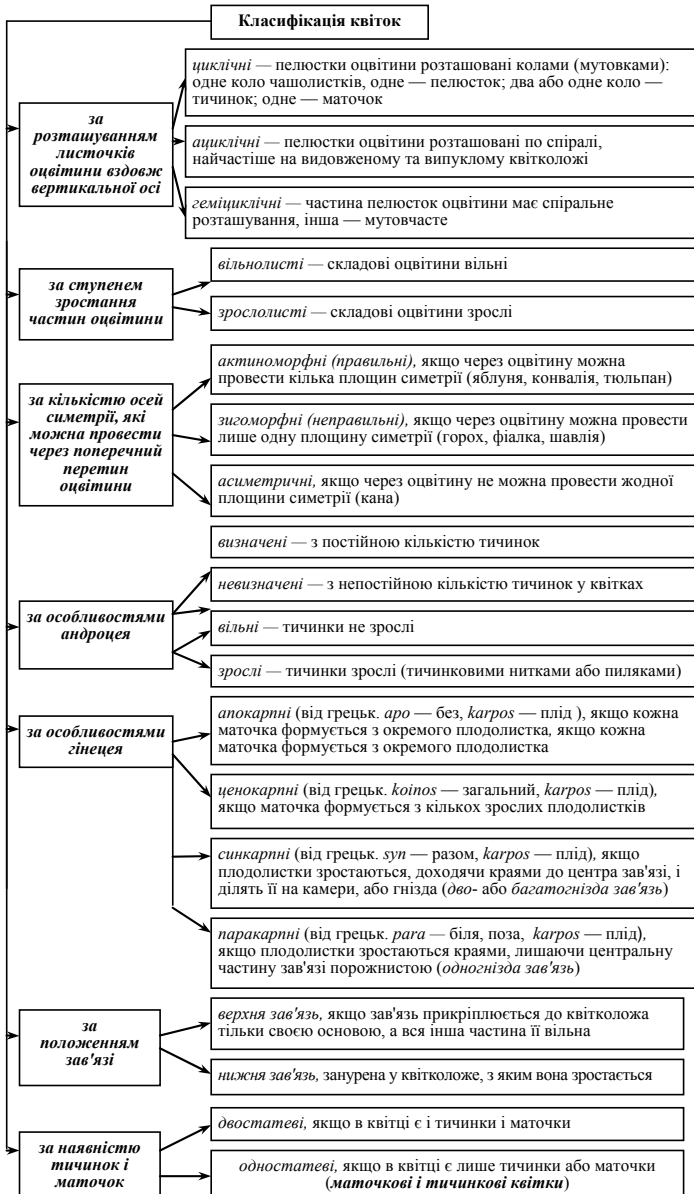 Класифікація квіток
за
розташуванням
листочків
оцвітини вздовж
вертикальної осі
циклічні — пелюстки оцвітини розташовані колами (мутовками):
одне коло чашолистків, одне — пелюсток; два або одне коло —
тичинок; одне — маточок
ациклічні — пелюстки оцвітини розташовані по спіралі,
найчастіше на видовженому та випуклому квітколожі
геміциклічні — частина пелюсток оцвітини має спіральне
розташування, інша — мутовчасте
за ступенем
зростання
частин оцвітини
вільнолисті — складові оцвітини вільні
зрослолисті — складові оцвітини зрослі
за кількістю осей
симетрії, які
можна провести
через поперечний
перетин
оцвітини
актиноморфні (правильні), якщо через оцвітину можна
провести кілька площин симетрії (яблуня, конвалія, тюльпан)
зигоморфні (неправильні), якщо через оцвітину можна провести
лише одну площину симетрії (горох, фіалка, шавлія)
асиметричні, якщо через оцвітину не можна провести жодної
площини симетрії (кана)
за особливостями
андроцея
визначені — з постійною кількістю тичинок
невизначені — з непостійною кількістю тичинок у квітках
вільні — тичинки не зрослі
зрослі — тичинки зрослі (тичинковими нитками або пиляками)
за особливостями
гінецея
апокарпні (від грецьк. apo — без, karpos — плід ), якщо кожна
маточка формується з окремого плодолистка, якщо кожна
маточка формується з окремого плодолистка
ценокарпні (від грецьк. koinos — загальний, karpos — плід),
якщо маточка формується з кількох зрослих плодолистків
синкарпні (від грецьк. syn — разом, karpos — плід), якщо
плодолистки зростаються, доходячи краями до центра зав'язі, і
ділять її на камери, або гнізда (дво- або багатогнізда зав'язь)
паракарпні (від грецьк. para — біля, поза, karpos — плід),
якщо плодолистки зростаються краями, лишаючи центральну
частину зав'язі порожнистою (одногнізда зав'язь)
за
положенням
зав'язі
верхня зав'язь, якщо зав'язь прикріплюється до квітколожа
тільки своєю основою, а вся інша частина її вільна
нижня зав'язь, занурена у квітколоже, з яким вона зростається
за наявністю
тичинок і
маточок
двостатеві, якщо в квітці є і тичинки і маточки
одностатеві, якщо в квітці є лише тичинки або маточки
(маточкові і тичинкові квітки)